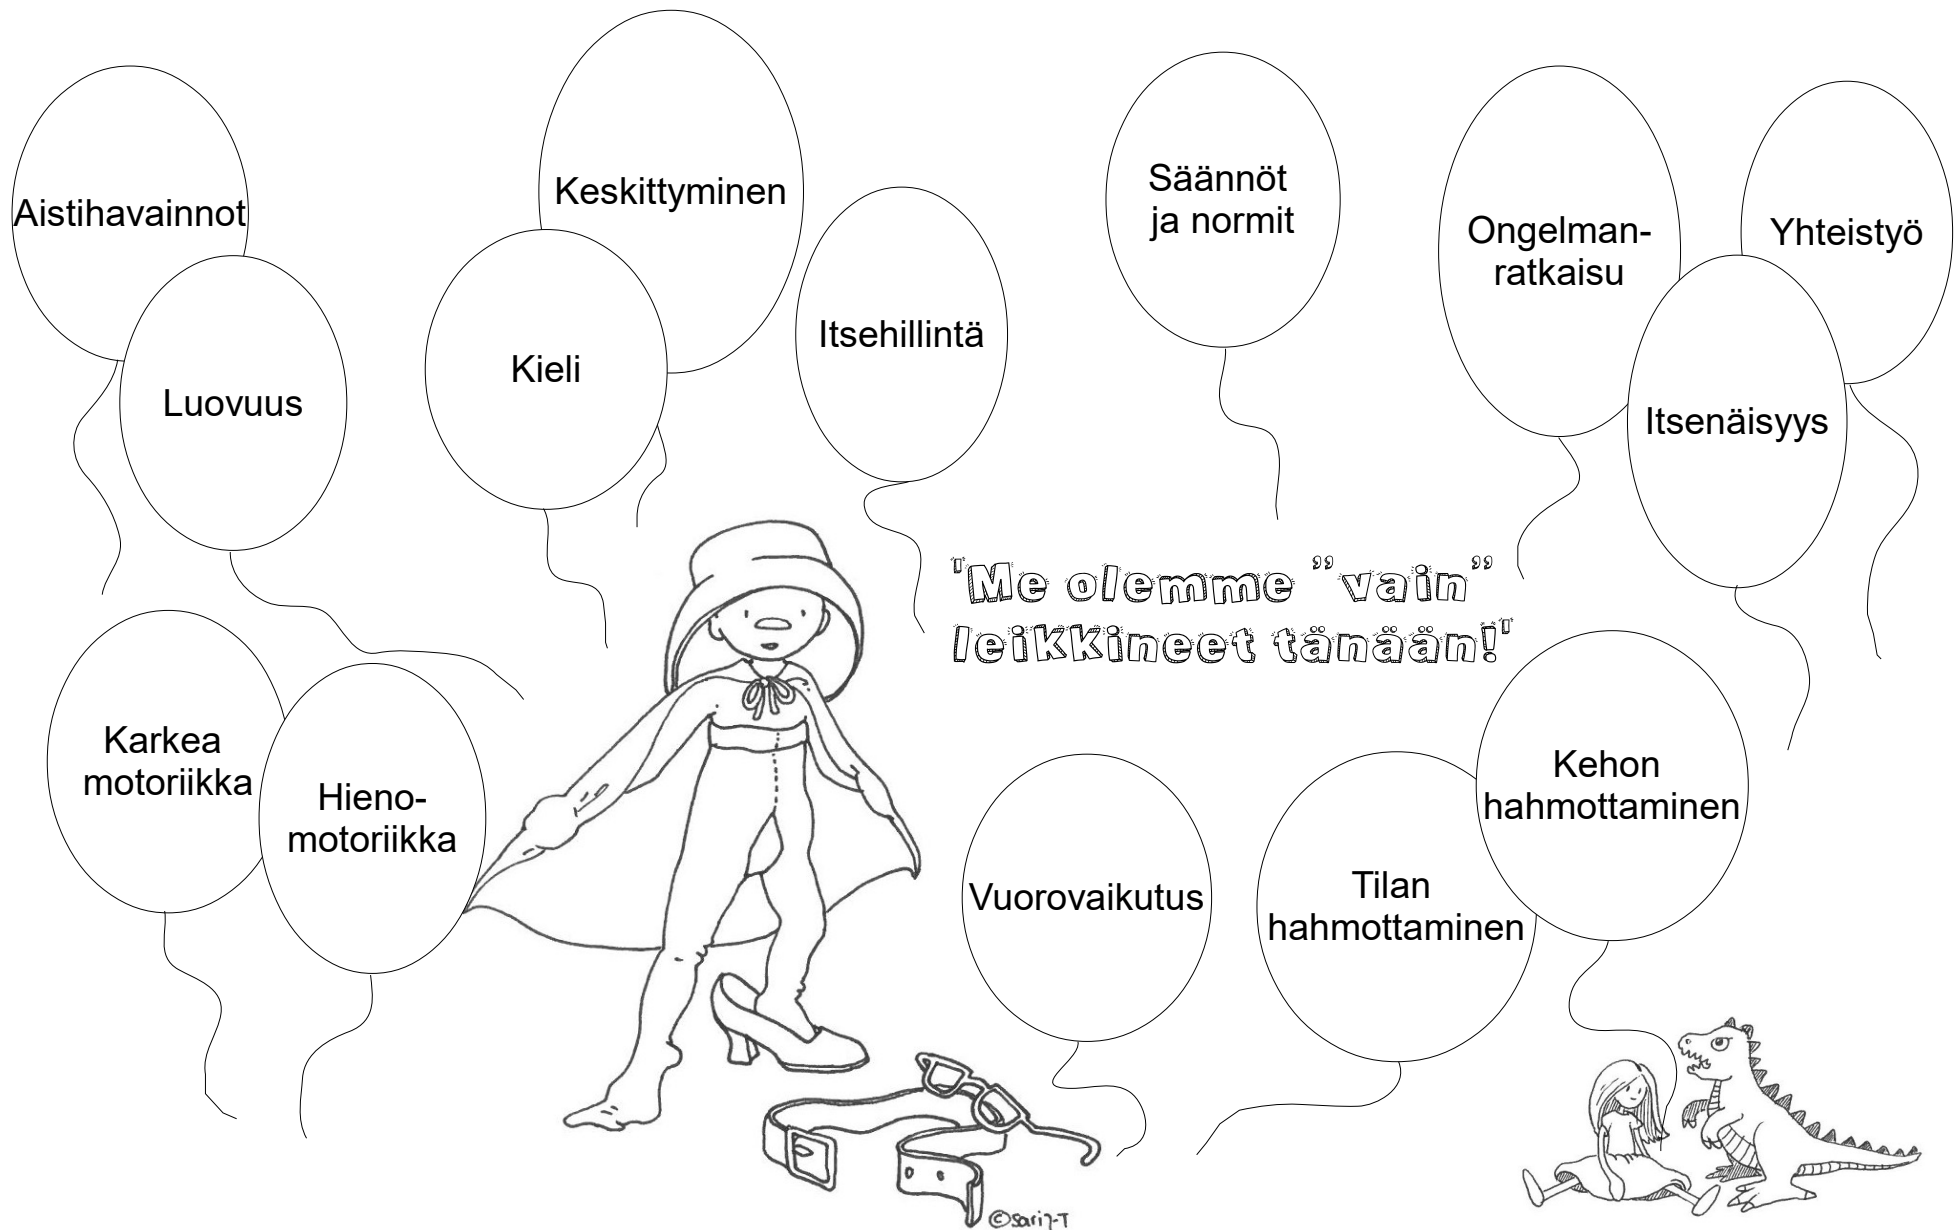 Aistihavainnot
Luovuus
Keskittyminen
Kieli
Itsehillintä
Säännöt
ja normit
Ongelman-
ratkaisu
Yhteistyö
Itsenäisyys
"Me olemme ”vain”
leikkineet tänään!"
Karkea
motoriikka
Hieno-
motoriikka
Vuorovaikutus
Tilan
hahmottaminen
Kehon
hahmottaminen